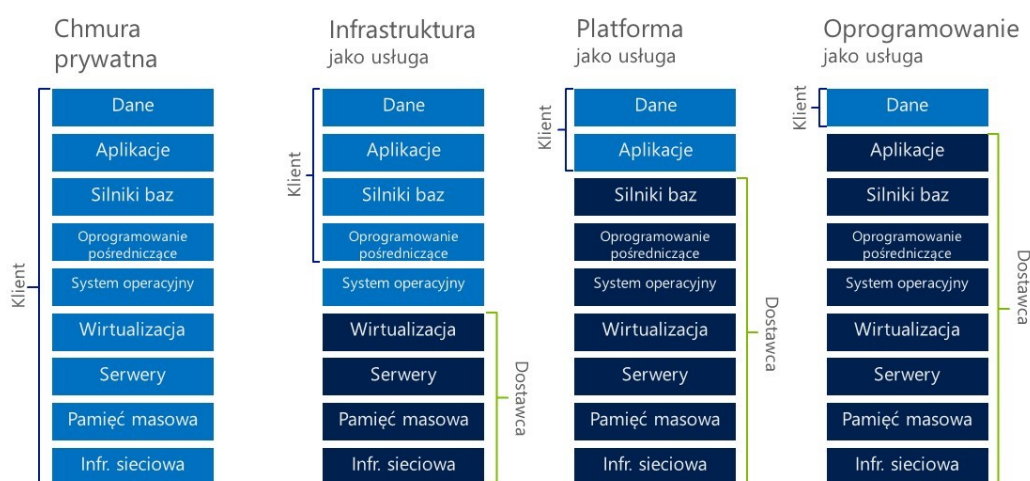 Chmura
prywatna
Klient
Dane
Aplikacje
Silniki baz
Oprogramowanie
pośredniczące
System operacyjny
Wirtualizacja
Serwery
Pamięć masowa
Infr. sieciowa
Infrastruktura
jako usługa
Klient
Dane
Aplikacje
Silniki baz
Oprogramowanie
pośredniczące
System operacyjny
Wirtualizacja
Serwery
Pamięć masowa
Infr. sieciowa
Dostawca
Platforma
jako usługa
Klient
Dane
Aplikacje
Silniki baz
Oprogramowanie
pośredniczące
System operacyjny
Wirtualizacja
Serwery
Pamięć masowa
Infr. sieciowa
Dostawca
Oprogramowanie
jako usługa
Klient
Dane
Aplikacje
Silniki baz
Oprogramowanie
pośredniczące
System operacyjny
Wirtualizacja
Serwery
Pamięć masowa
Infr. sieciowa
Dostawca